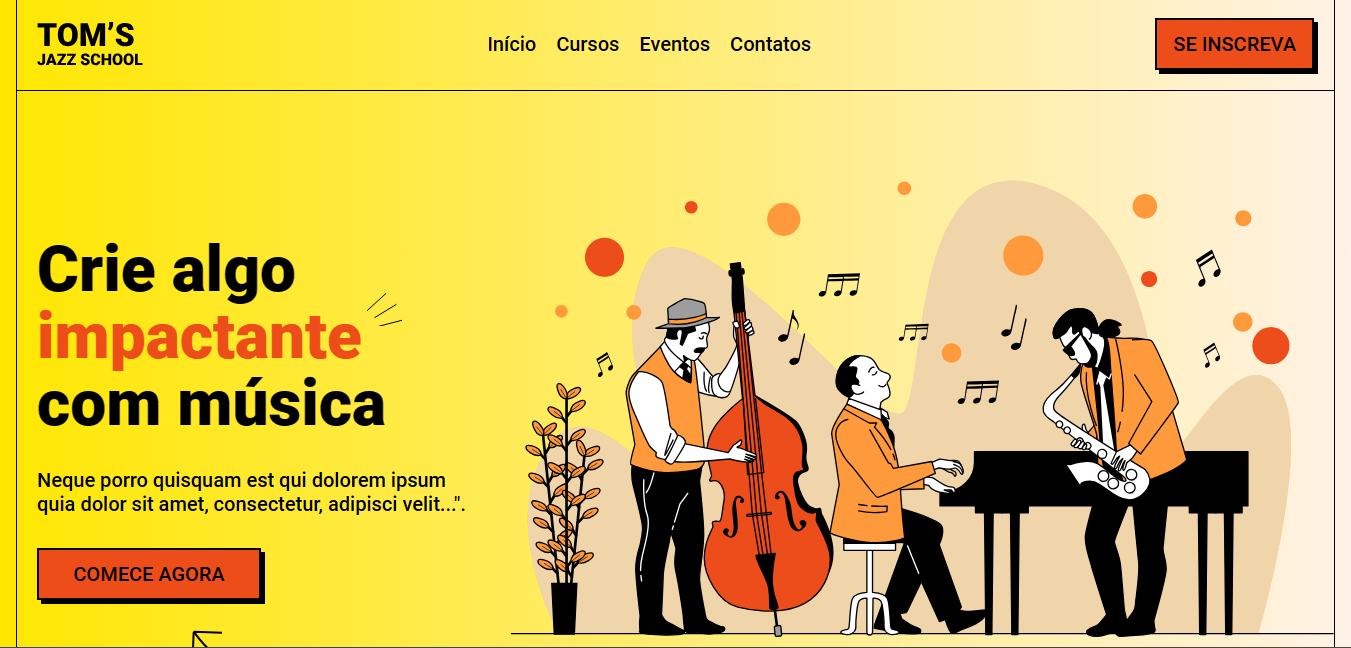 TOM’S
JAZZ SCHOOL
Início Cursos Eventos Contatos
SE INSCREVA
Crie algo
impactante
com música
Neque porro quisquam est qui dolorem ipsum
quia dolor sit amet, consectetur, adipisci velit...".
COMECE AGORA